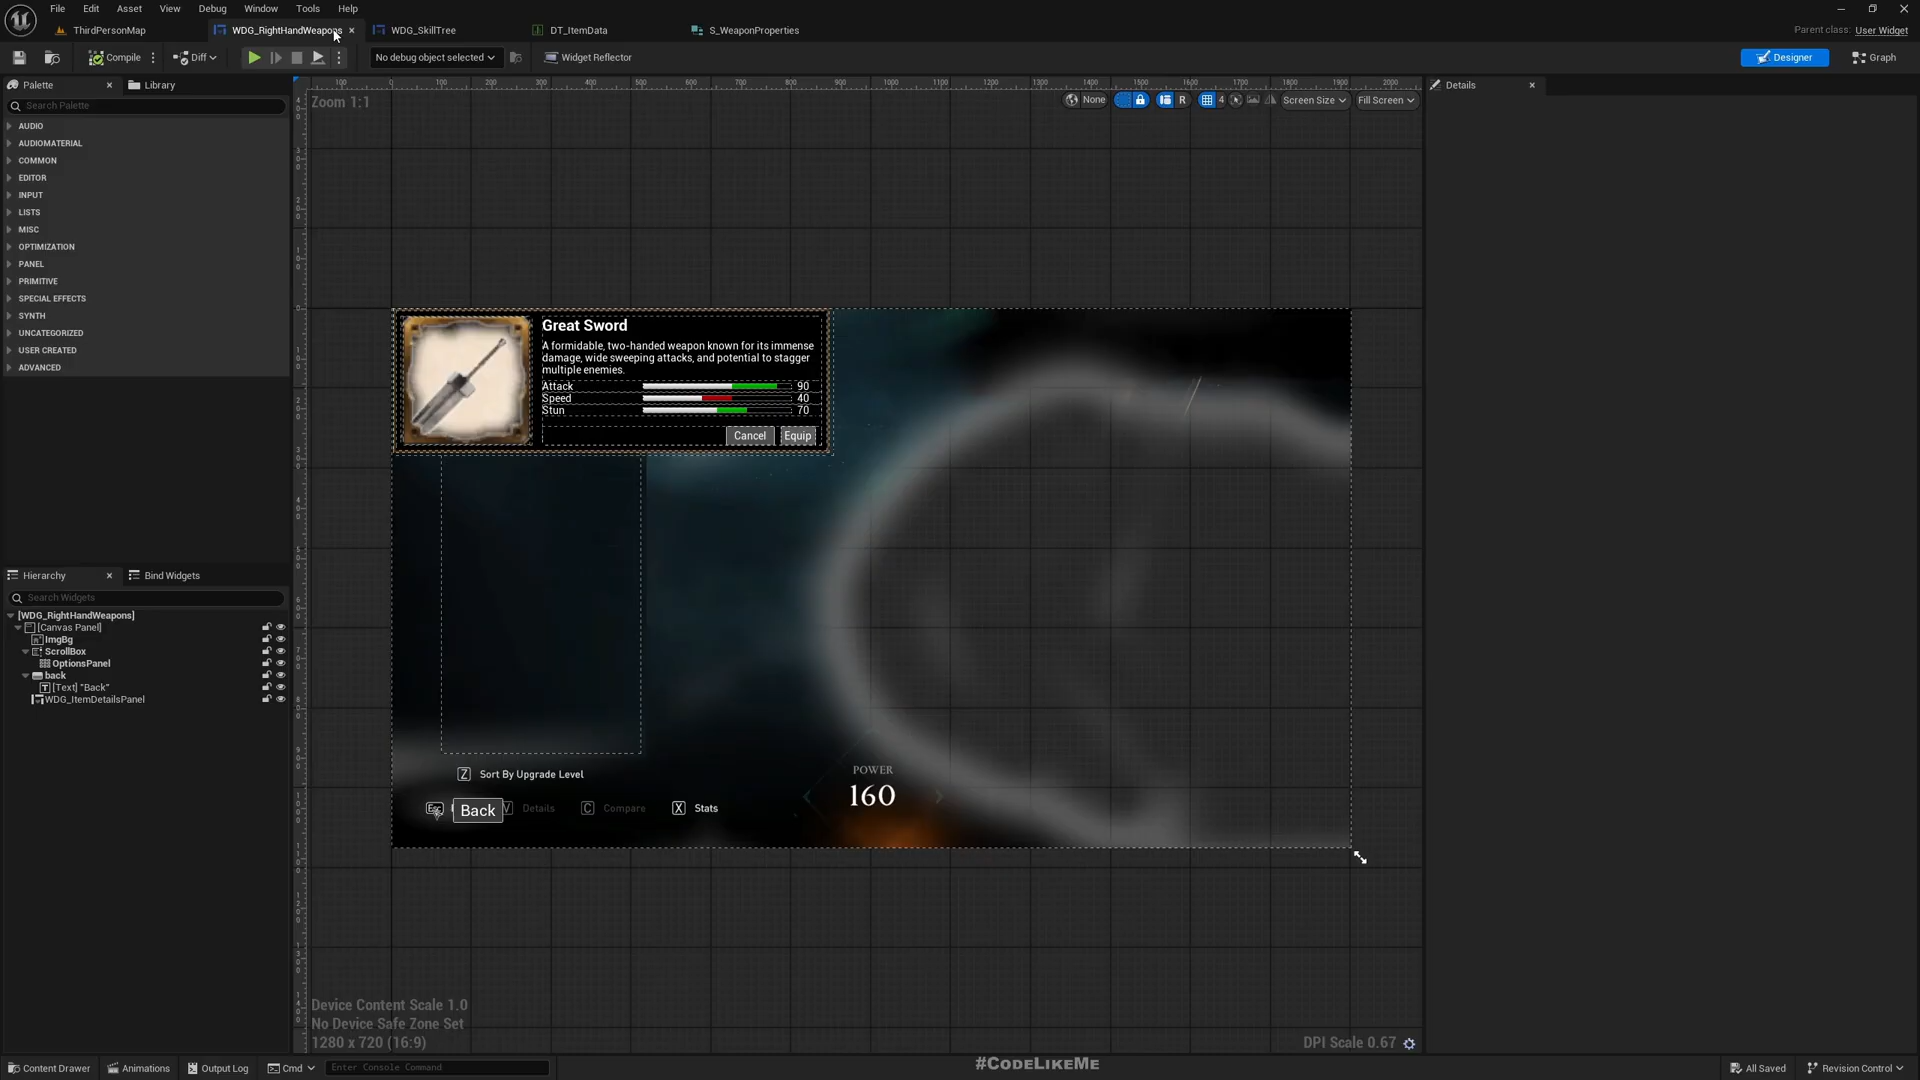 File Edit Asset View Debug Window Tools Help
ThirdPersonMap WDG_RightHandWeapons WDG_SkillTree DT_ItemData S_WeaponProperties
Parent class: User Widget
Compile Diff No debug object selected Widget Reflector Designer Graph
Palette Library Details
Search Palette
Zoom 1:1
None R 4 Screen Size Fill Screen
AUDIO
AUDIOMATERIAL
COMMON
EDITOR
INPUT
LISTS
MISC
OPTIMIZATION
PANEL
PRIMITIVE
SPECIAL EFFECTS
SYNTH
UNCATEGORIZED
USER CREATED
ADVANCED
Hierarchy Bind Widgets
Search Widgets
[WDG_RightHandWeapons]
[Canvas Panel]
ImgBg
ScrollBox
OptionsPanel
back
[Text] "Back"
WDG_ItemDetailsPanel
Great Sword
A formidable, two-handed weapon known for its immense
damage, wide sweeping attacks, and potential to stagger
multiple enemies.
Attack 90
Speed 40
Stun 70
Cancel Equip
Z Sort By Upgrade Level
Esc Back V Details C Compare X Stats
POWER
160
Device Content Scale 1.0
No Device Safe Zone Set
1280 x 720 (16:9)
DPI Scale 0.67
Content Drawer Animations Output Log Cmd Enter Console Command
#CODELIKEME
All Saved Revision Control